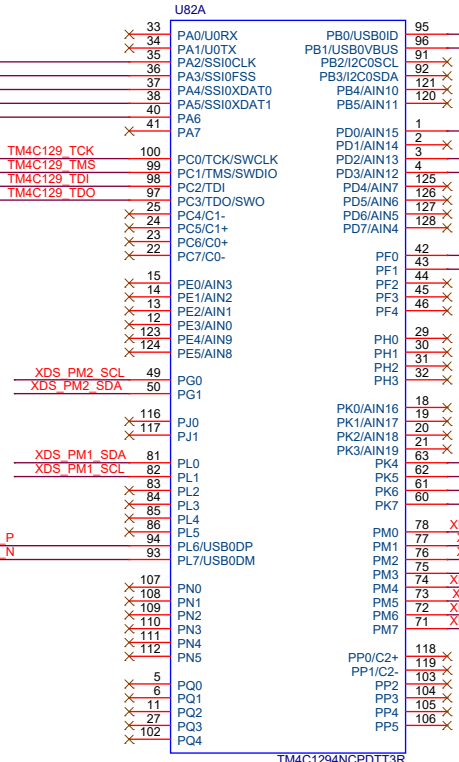 U82A
33 PA0/U0RX PB0/USB0ID 95
34 PA1/U0TX PB1/USB0VBUS 96
35 PA2/SSI0CLK PB2/I2C0SCL 91
36 PA3/SSI0FSS PB3/I2C0SDA 92
37 PA4/SSI0XDAT0 PB4/AIN10 121
38 PA5/SSI0XDAT1 PB5/AIN11 120
40 PA6
41 PA7
PD0/AIN15 1
PD1/AIN14 2
TM4C129_TCK 100 PC0/TCK/SWCLK PD2/AIN13 3
TM4C129_TMS 99 PC1/TMS/SWDIO PD3/AIN12 4
TM4C129_TDI 98 PC2/TDI PD4/AIN7 125
TM4C129_TDO 97 PC3/TDO/SWO PD5/AIN6 126
25 PC4/C1- PD6/AIN5 127
24 PC5/C1+ PD7/AIN4 128
23 PC6/C0+
22 PC7/C0- PF0 42
PF1 43
15 PE0/AIN3 PF2 44
14 PE1/AIN2 PF3 45
13 PE2/AIN1 PF4 46
12 PE3/AIN0
123 PE4/AIN9 PH0 29
124 PE5/AIN8 PH1 30
PH2 31
XDS_PM2_SCL 49 PG0 PH3 32
XDS_PM2_SDA 50 PG1
PK0/AIN16 18
116 PJ0 PK1/AIN17 19
117 PJ1 PK2/AIN18 20
PK3/AIN19 21
XDS_PM1_SDA 81 PL0 PK4 63
XDS_PM1_SCL 82 PL1 PK5 62
83 PL2 PK6 61
84 PL3 PK7 60
85 PL4
86 PL5 PM0 78 X
_P 94 PL6/USB0DP PM1 77
_N 93 PL7/USB0DM PM2 76
PM3 75
107 PN0 PM4 74 X
108 PN1 PM5 73 X
109 PN2 PM6 72 X
110 PN3 PM7 71 X
111 PN4
112 PN5 PP0/C2+ 118
PP1/C2- 119
5 PQ0 PP2 103
6 PQ1 PP3 104
11 PQ2 PP4 105
27 PQ3 PP5 106
102 PQ4
TM4C1294NCPDTT3R